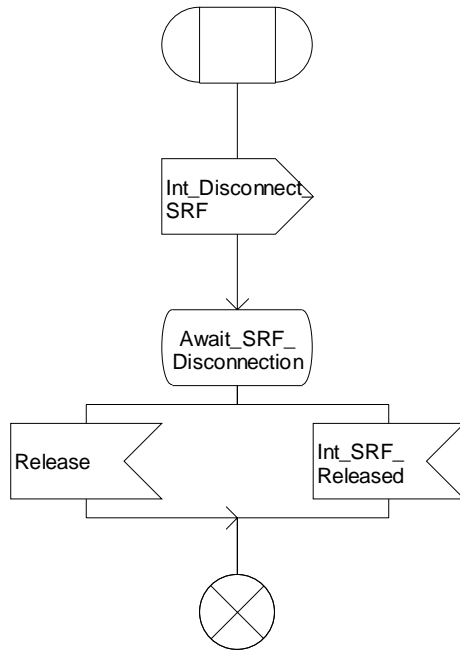 Int_Disconnect_
SRF
Await_SRF_
Disconnection
Release
Int_SRF_
Released